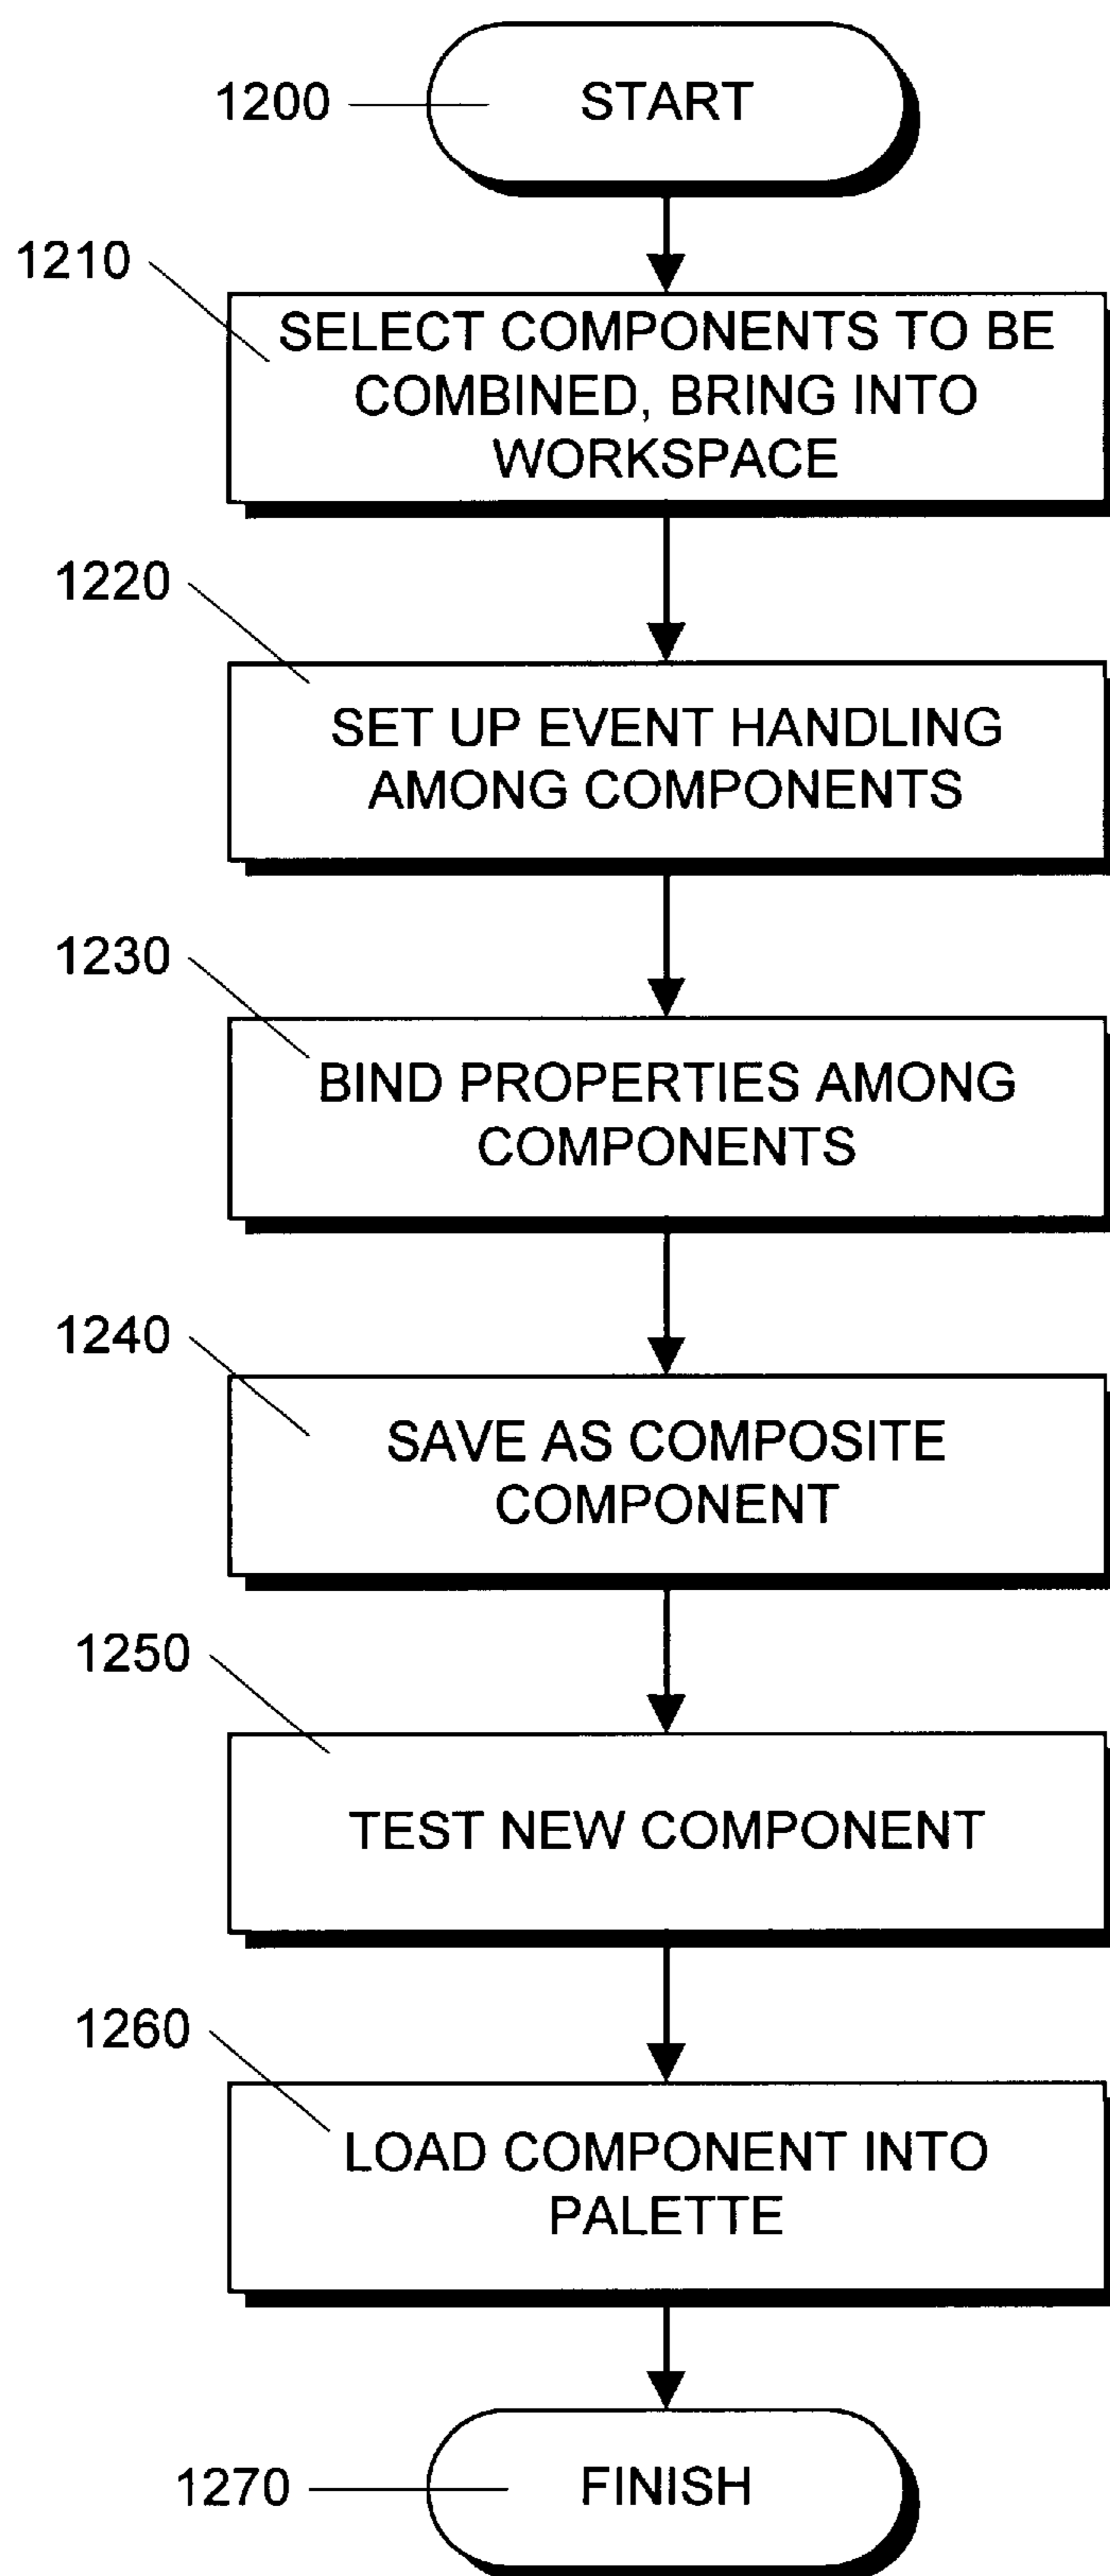 1200
START
1210
SELECT COMPONENTS TO BE
COMBINED, BRING INTO
WORKSPACE
1220
SET UP EVENT HANDLING
AMONG COMPONENTS
1230
BIND PROPERTIES AMONG
COMPONENTS
1240
SAVE AS COMPOSITE
COMPONENT
1250
TEST NEW COMPONENT
1260
LOAD COMPONENT INTO
PALETTE
1270
FINISH